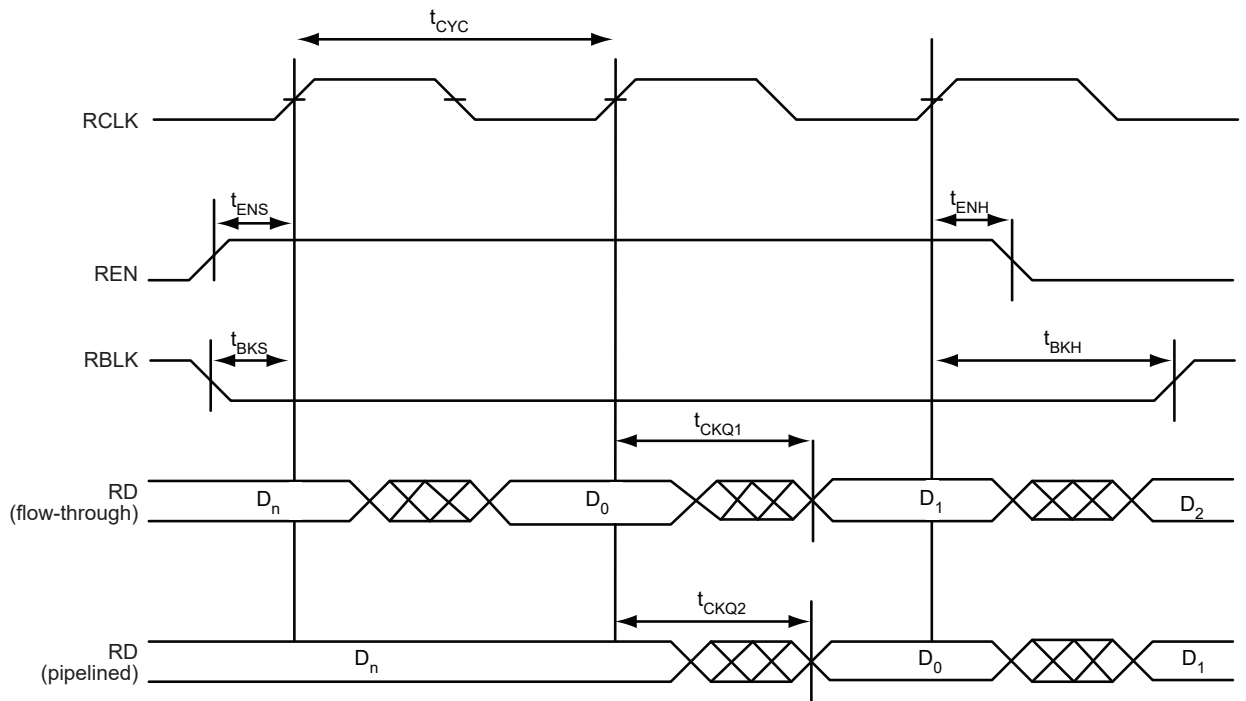 tCYC
RCLK
tENS
tENH
REN
tBKS
RBLK
tBKH
tCKQ1
RD
(flow-through)
Dn
D0
D1
D2
tCKQ2
RD
(pipelined)
Dn
D0
D1